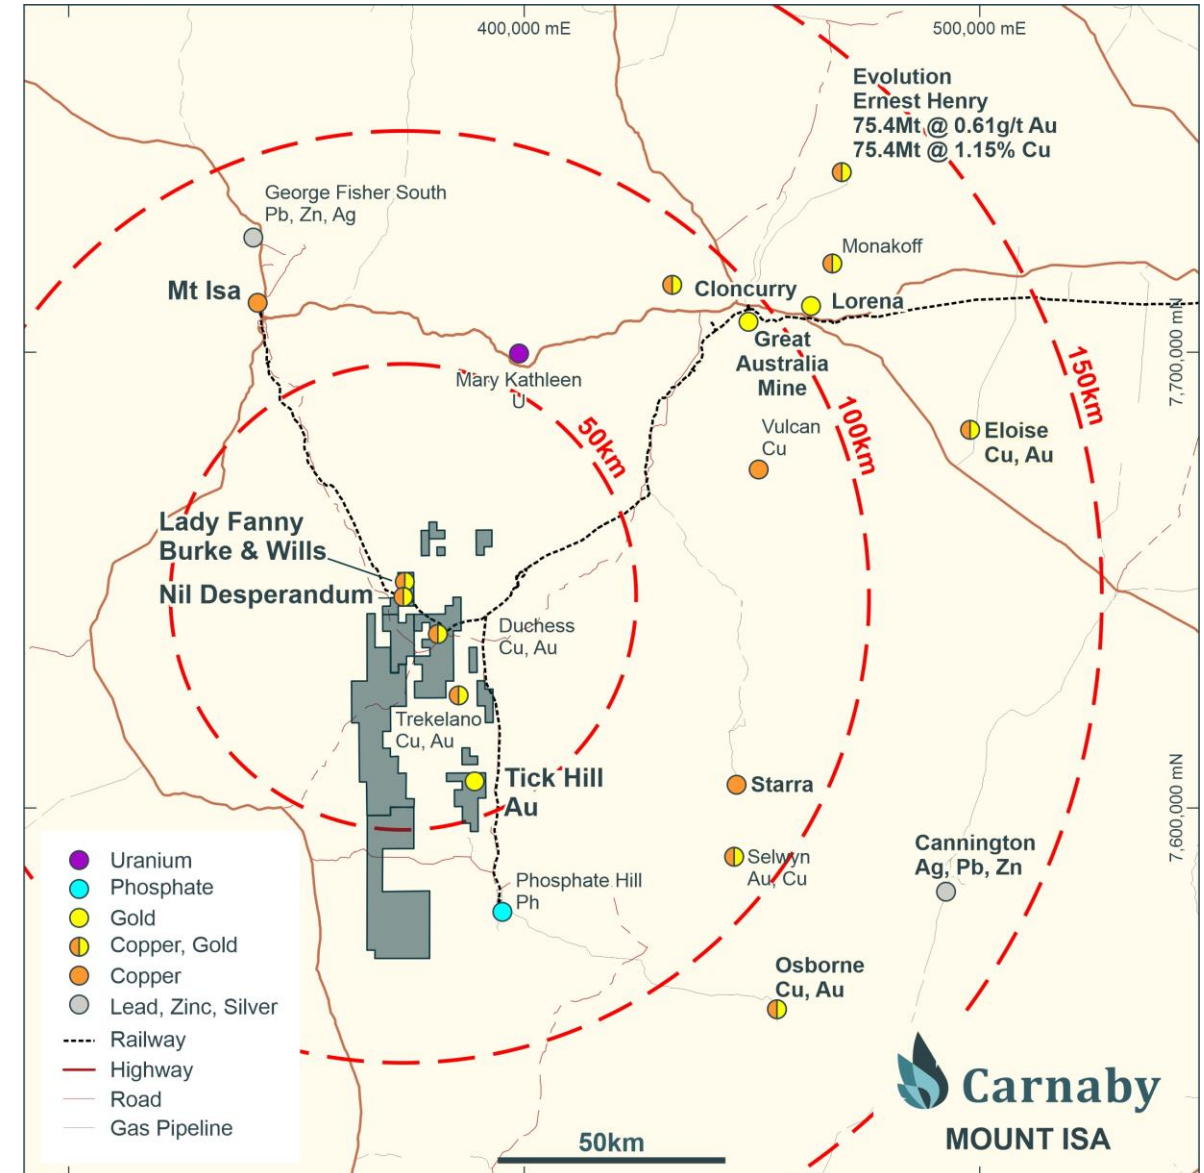 400,000 mE
500,000 mE
Evolution
Ernest Henry
75.4Mt @ 0.61g/t Au
75.4Mt @ 1.15% Cu
George Fisher South
Pb, Zn, Ag
Monakoff
Mt Isa
Cloncurry
Lorena
Great
Australia
Mine
7,700,000 mN
Mary Kathleen
U
50km
100km
150km
Vulcan
Cu
Eloise
Cu, Au
Lady Fanny
Burke & Wills
Nil Desperandum
Duchess
Cu, Au
Trekelano
Cu, Au
Tick Hill
Au
Starra
7,600,000 mN
Selwyn
Au, Cu
Cannington
Ag, Pb, Zn
Phosphate Hill
Ph
Osborne
Cu, Au
Uranium
Phosphate
Gold
Copper, Gold
Copper
Lead, Zinc, Silver
Railway
Highway
Road
Gas Pipeline
50km
Carnaby
MOUNT ISA